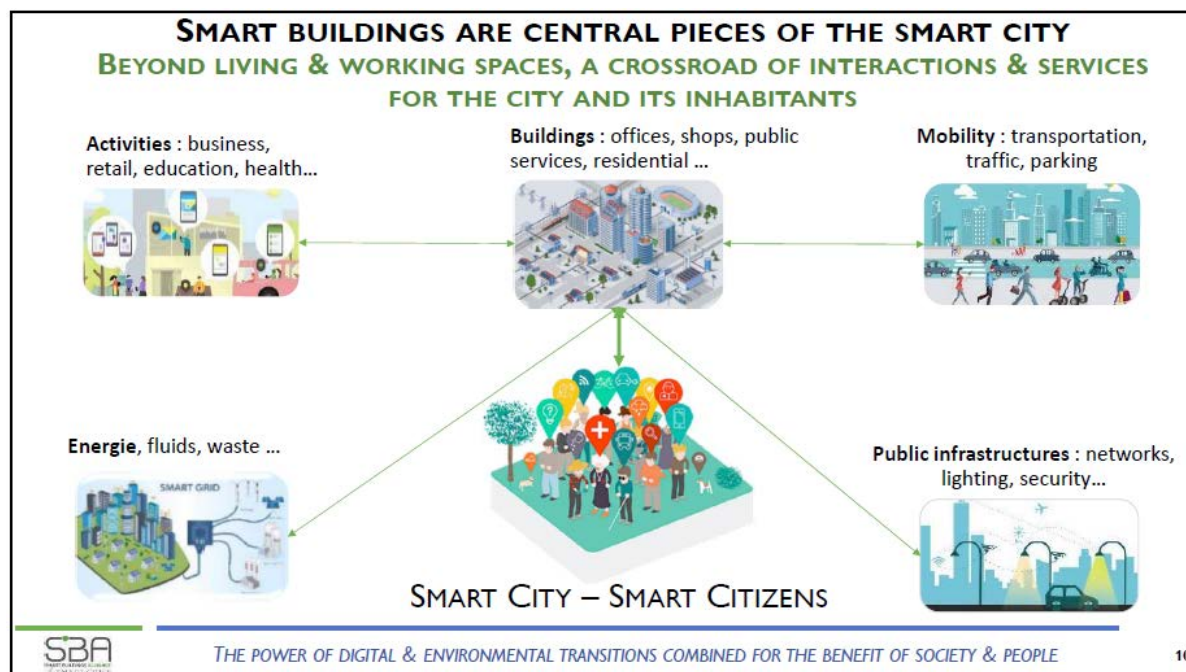 SMART BUILDINGS ARE CENTRAL PIECES OF THE SMART CITY
BEYOND LIVING & WORKING SPACES, A CROSSROAD OF INTERACTIONS & SERVICES
FOR THE CITY AND ITS INHABITANTS
Activities : business,
retail, education, health...
Buildings : offices, shops, public
services, residential ...
Mobility : transportation,
traffic, parking
Energie, fluids, waste ...
SMART GRID
Public infrastructures : networks,
lighting, security...
SMART CITY – SMART CITIZENS
SBA
SMART BUILDINGS ALLIANCE
THE POWER OF DIGITAL & ENVIRONMENTAL TRANSITIONS COMBINED FOR THE BENEFIT OF SOCIETY & PEOPLE